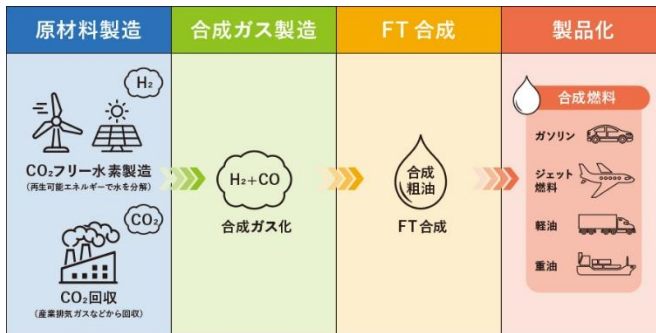 原材料製造
H₂
CO₂フリー水素製造
(再生可能エネルギーで水を分解)
CO₂
CO₂回収
(産業排気ガスなどから回収)
合成ガス製造
H₂+CO
合成ガス化
FT合成
合成
粗油
FT合成
製品化
合成燃料
ガソリン
ジェット
燃料
軽油
重油